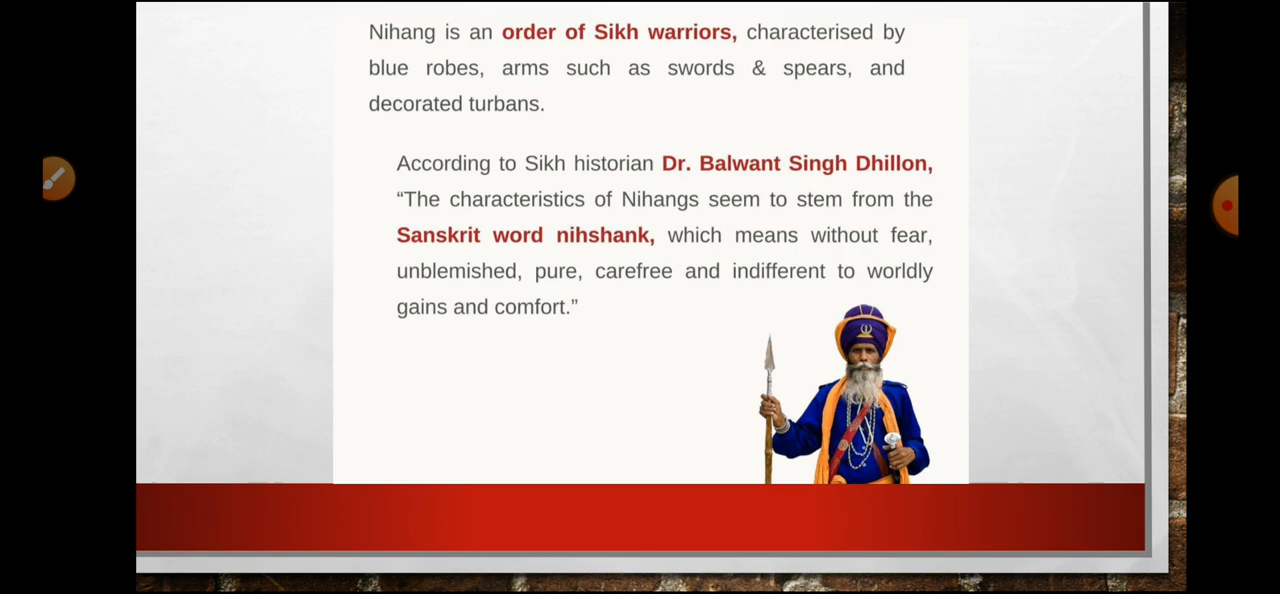 Nihang is an order of Sikh warriors, characterised by
blue robes, arms such as swords & spears, and
decorated turbans.
According to Sikh historian Dr. Balwant Singh Dhillon,
“The characteristics of Nihangs seem to stem from the
Sanskrit word nihshank, which means without fear,
unblemished, pure, carefree and indifferent to worldly
gains and comfort.”